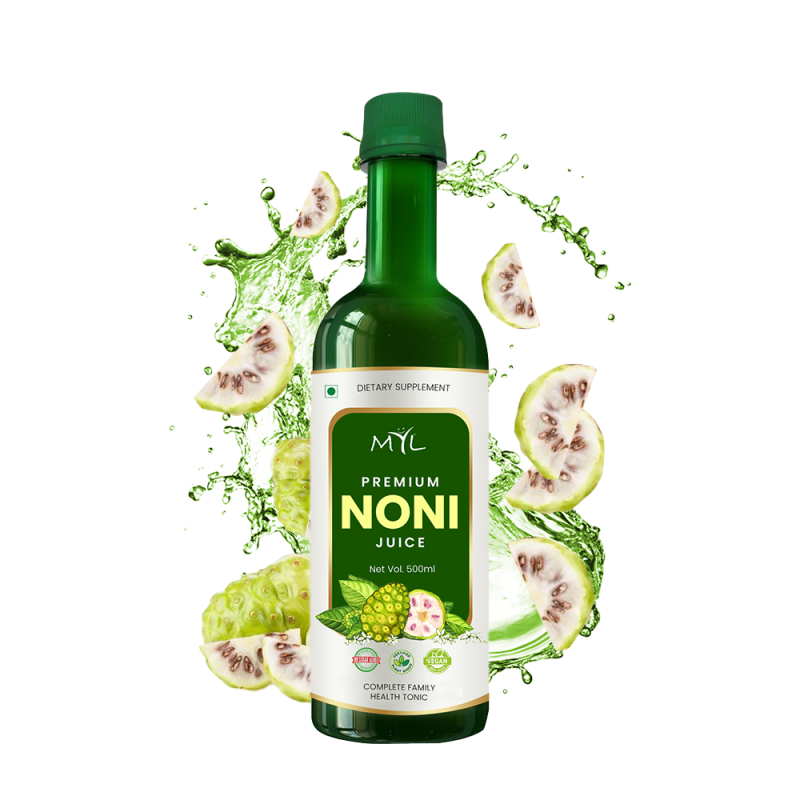 DIETARY SUPPLEMENT
MYL
PREMIUM
NONI
JUICE
Net Vol. 500ml
VEGAN
COMPLETE FAMILY
HEALTH TONIC